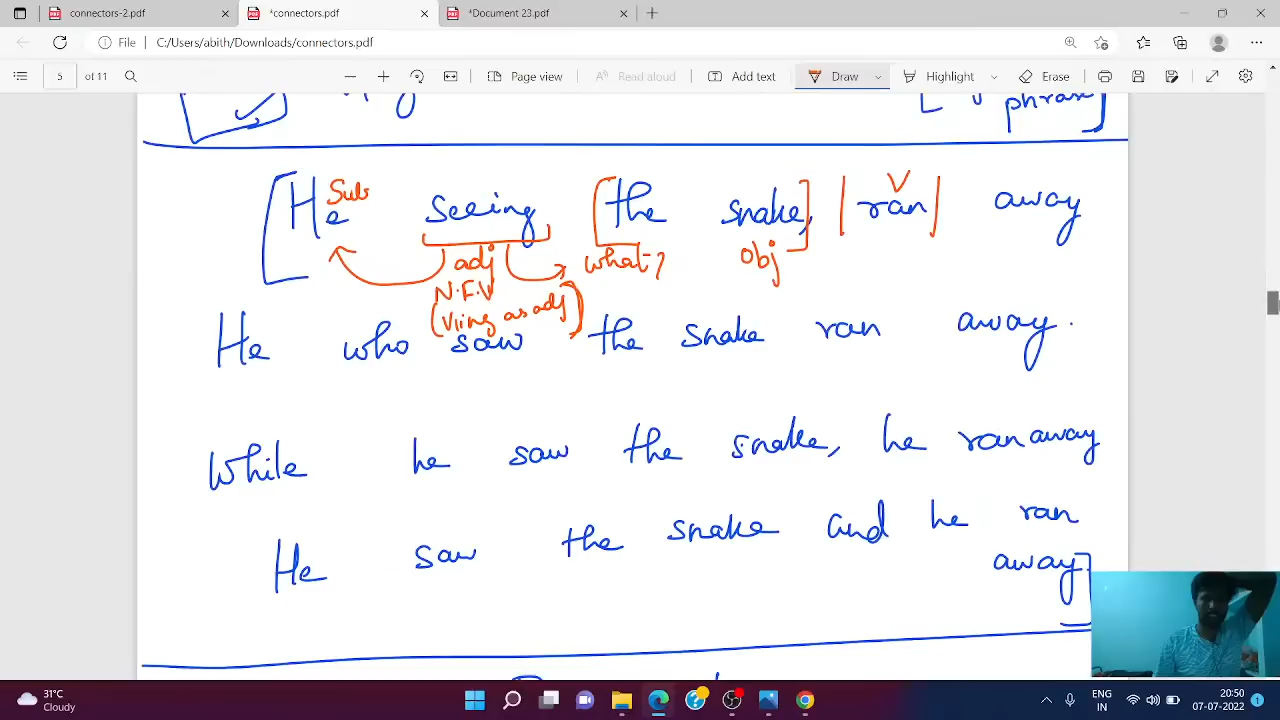 connectors-2.pdf
*connectors.pdf
*Document 23.pdf
File C:/Users/abith/Downloads/connectors.pdf
5 of 11
Page view
Read aloud
Add text
Draw
Highlight
Erase
phrase
He seeing the snake, ran away
Sub
V
adj
what?
obj
N.F.V
(V1ing as adj)
He who saw the snake ran away.
While he saw the snake, he ran away
He saw the snake and he ran
away
31°C
Cloudy
ENG
IN
20:50
07-07-2022